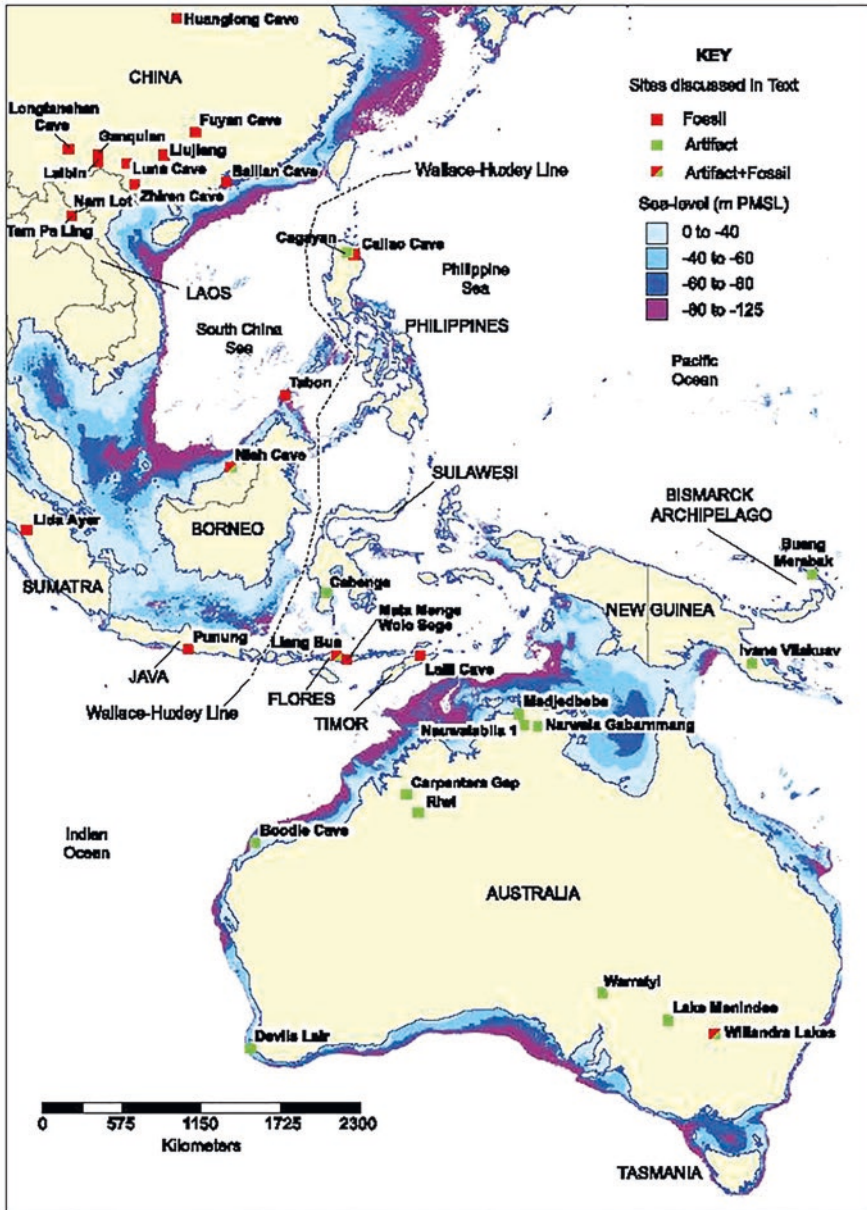 Huanglong Cave
CHINA
Longtanshan
Cave
Ganquian
Fuyan Cave
Liujiang
Laibin
Luna Cave
Bailian Cave
Zhiren Cave
Nam Lot
Tam Pa Ling
LAOS
KEY
Sites discussed in Text
Fossil
Artifact
Artifact+Fossil
Sea-level (m PMSL)
0 to -40
-40 to -60
-60 to -80
-80 to -125
Wallace-Huxley Line
Cagayan
Callao Cave
Philippine
Sea
PHILIPPINES
South China
Sea
Pacific
Ocean
Tabon
Niah Cave
SULAWESI
BISMARCK
ARCHIPELAGO
Lida Ayer
BORNEO
Buang
Merabak
SUMATRA
Cabenge
NEW GUINEA
Mata Menge
Wolo Sege
Punung
Liang Bua
Ivane Vilakuav
JAVA
Laili Cave
FLORES
Wallace-Huxley Line
TIMOR
Madjedbebe
Nauwalabila 1
Narwala Gabarnmang
Carpenters Gap
Riwi
Indian
Ocean
Boodie Cave
AUSTRALIA
Warratyi
Lake Menindee
Willandra Lakes
Devils Lair
0 575 1150 1725 2300
Kilometers
TASMANIA